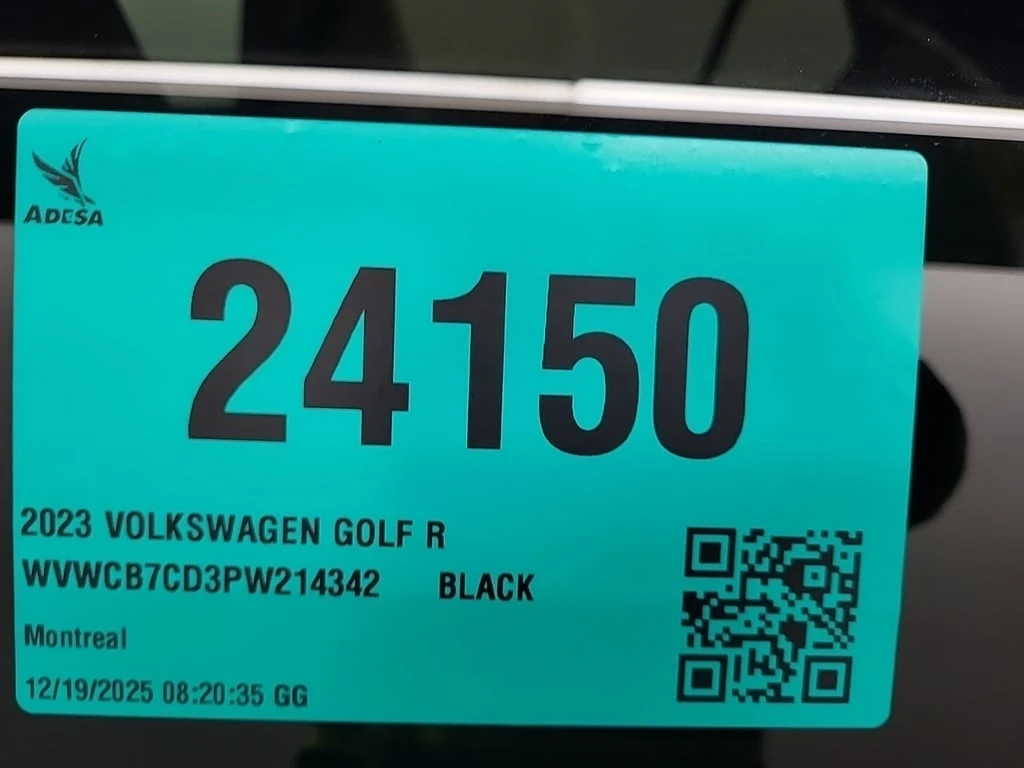 ADESA
24150
2023 VOLKSWAGEN GOLF R
WVWCB7CD3PW214342 BLACK
Montreal
12/19/2025 08:20:35 GG